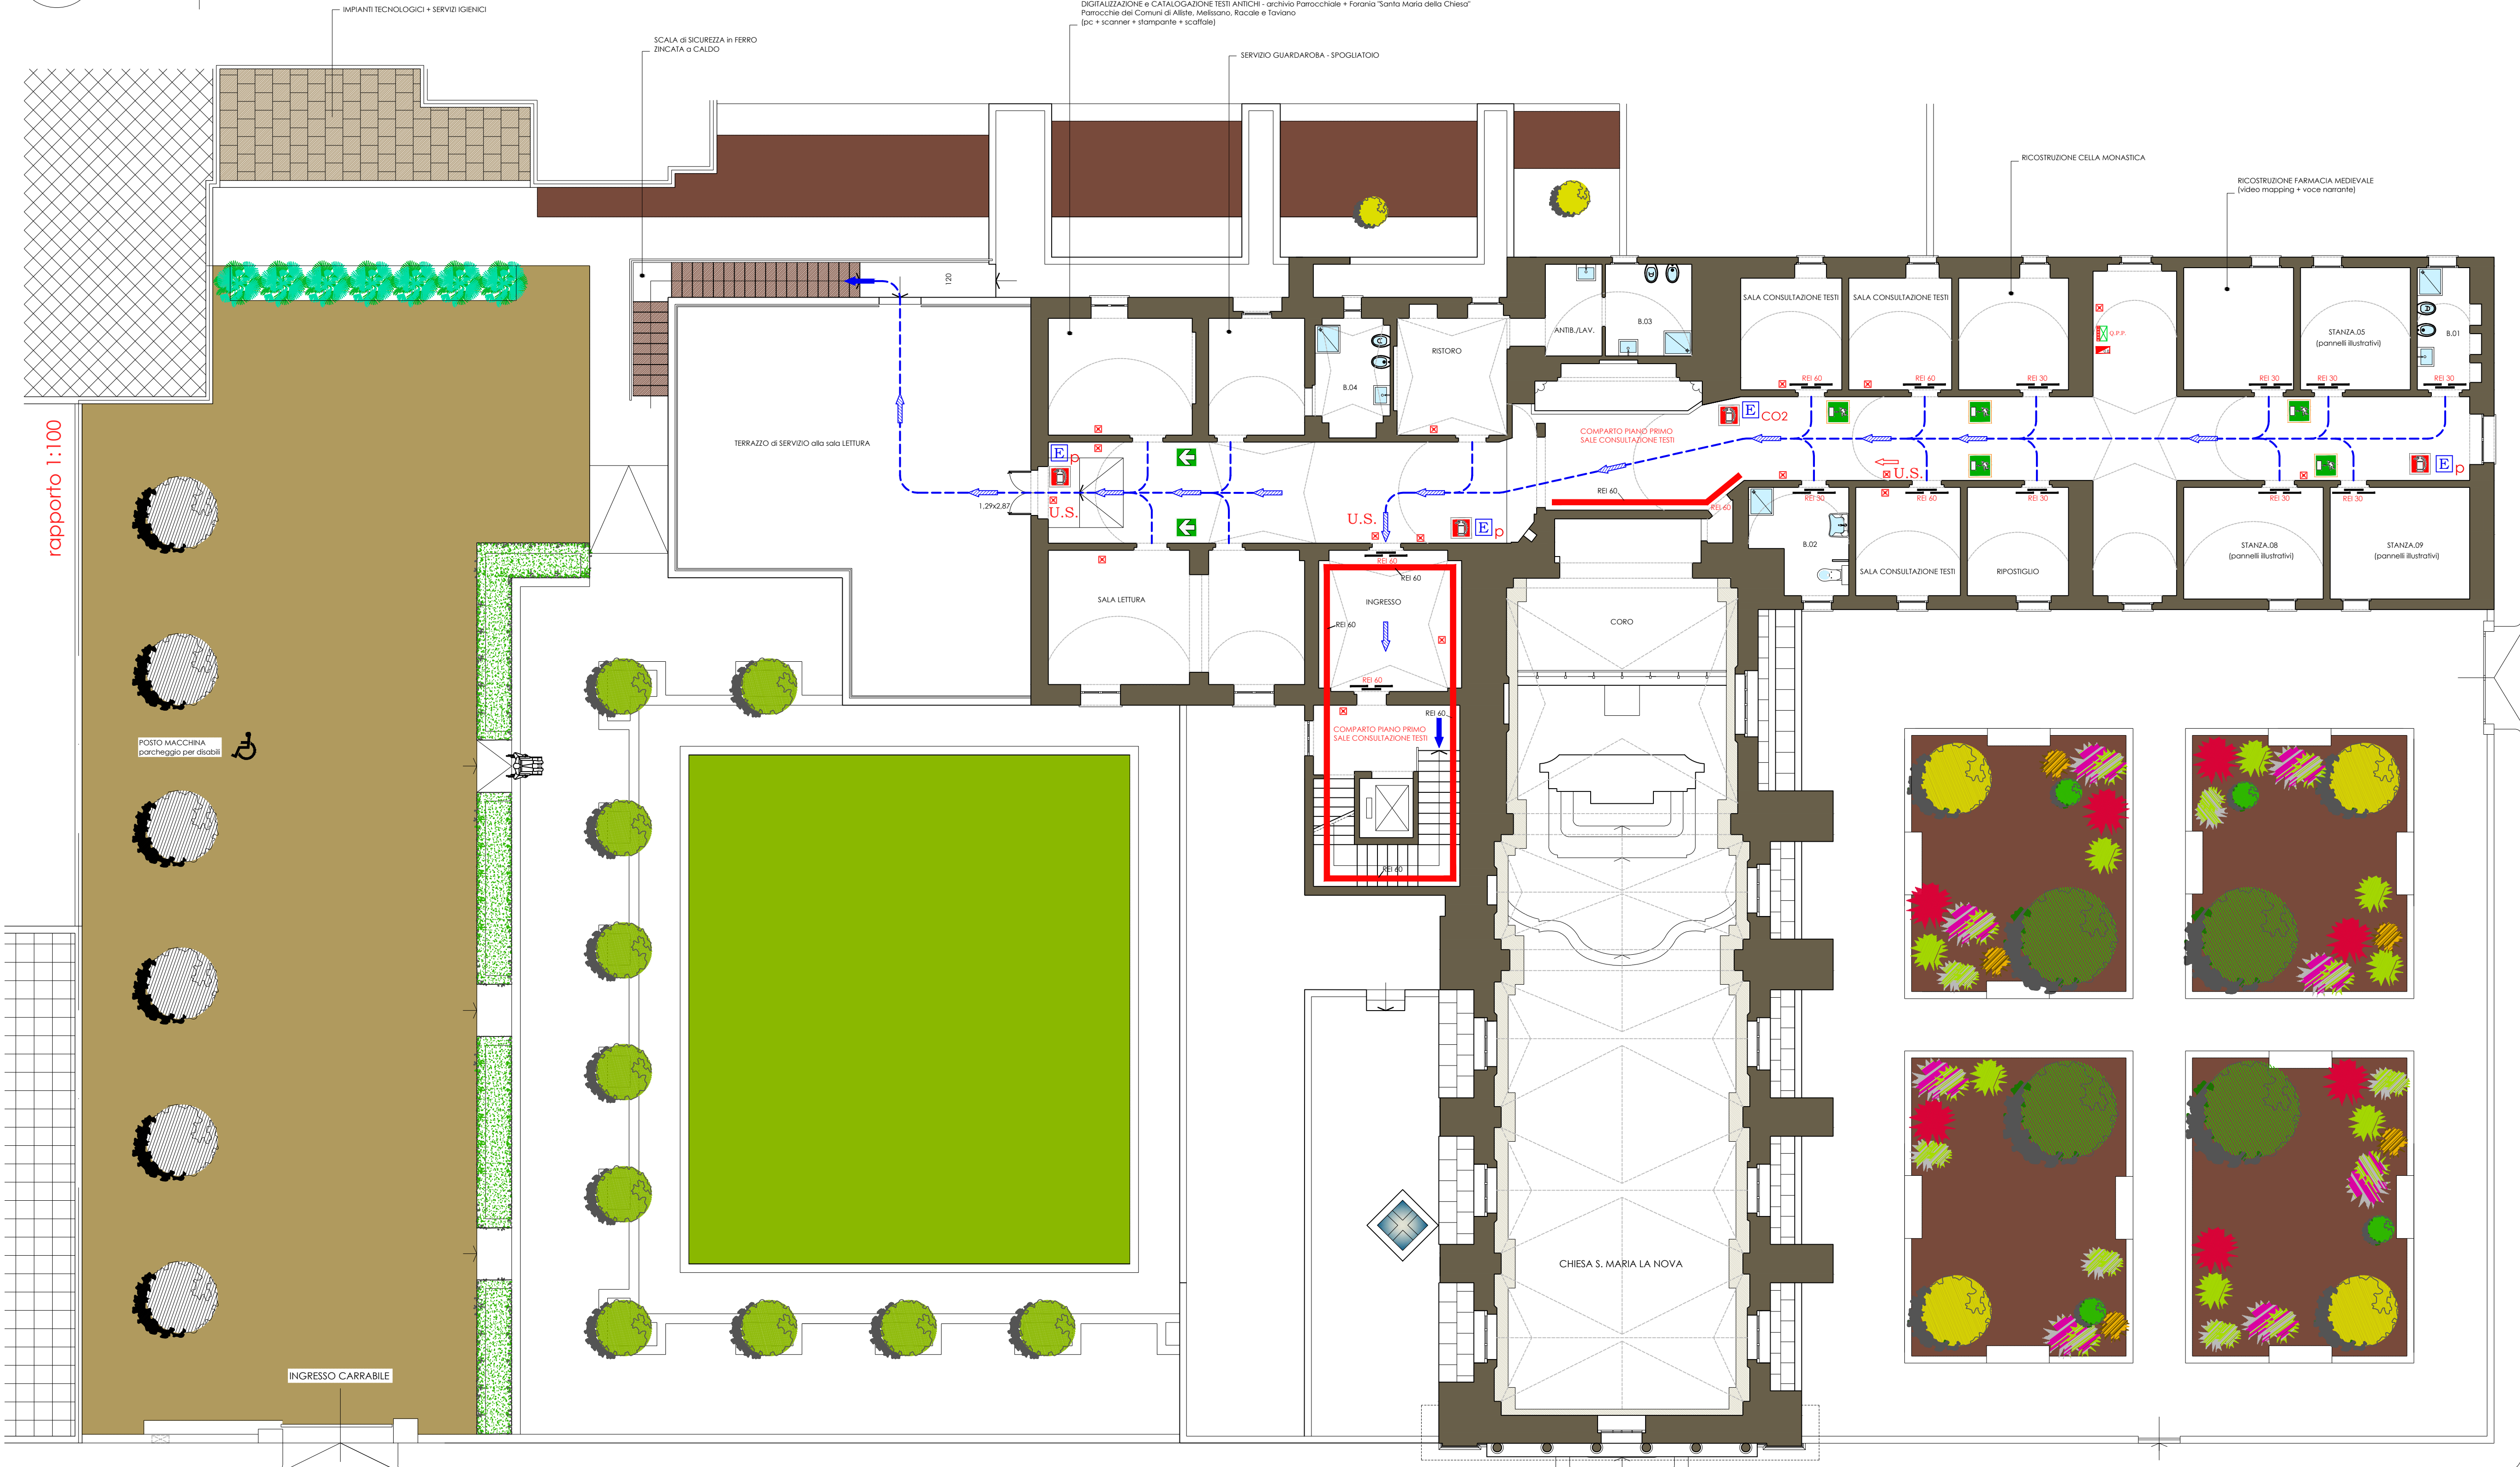 IMPIANTI TECNOLOGICI + SERVIZI IGIENICI
DIGITALIZZAZIONE e CATALOGAZIONE TESTI ANTICHI - archivio Parrocchiale + Forania "Santa Maria della Chiesa"
Parrocchie dei Comuni di Alliste, Melissano, Racale e Taviano
(pc + scanner + stampante + scaffale)
SCALA di SICUREZZA in FERRO
ZINCATA a CALDO
SERVIZIO GUARDAROBA - SPOGLIATOIO
RICOSTRUZIONE CELLA MONASTICA
RICOSTRUZIONE FARMACIA MEDIEVALE
(video mapping + voce narrante)
120
SALA CONSULTAZIONE TESTI
SALA CONSULTAZIONE TESTI
B.03
ANTIB./LAV.
Q.P.P.
STANZA.05
(pannelli illustrativi)
B.01
RISTORO
B.04
REI 60
REI 60
REI 30
REI 30
REI 30
REI 30
rapporto 1:100
TERRAZZO di SERVIZIO alla sala LETTURA
E
CO2
COMPARTO PIANO PRIMO
SALE CONSULTAZIONE TESTI
E
p
E
p
U.S.
1,29x2,87
U.S.
U.S.
E
p
REI 60
REI 60
REI 30
REI 60
REI 30
REI 30
REI 30
B.02
SALA CONSULTAZIONE TESTI
RIPOSTIGLIO
STANZA.08
(pannelli illustrativi)
STANZA.09
(pannelli illustrativi)
REI 60
REI 60
SALA LETTURA
INGRESSO
REI 60
CORO
REI 60
REI 60
COMPARTO PIANO PRIMO
SALE CONSULTAZIONE TESTI
POSTO MACCHINA
parcheggio per disabili
REI 60
CHIESA S. MARIA LA NOVA
INGRESSO CARRABILE